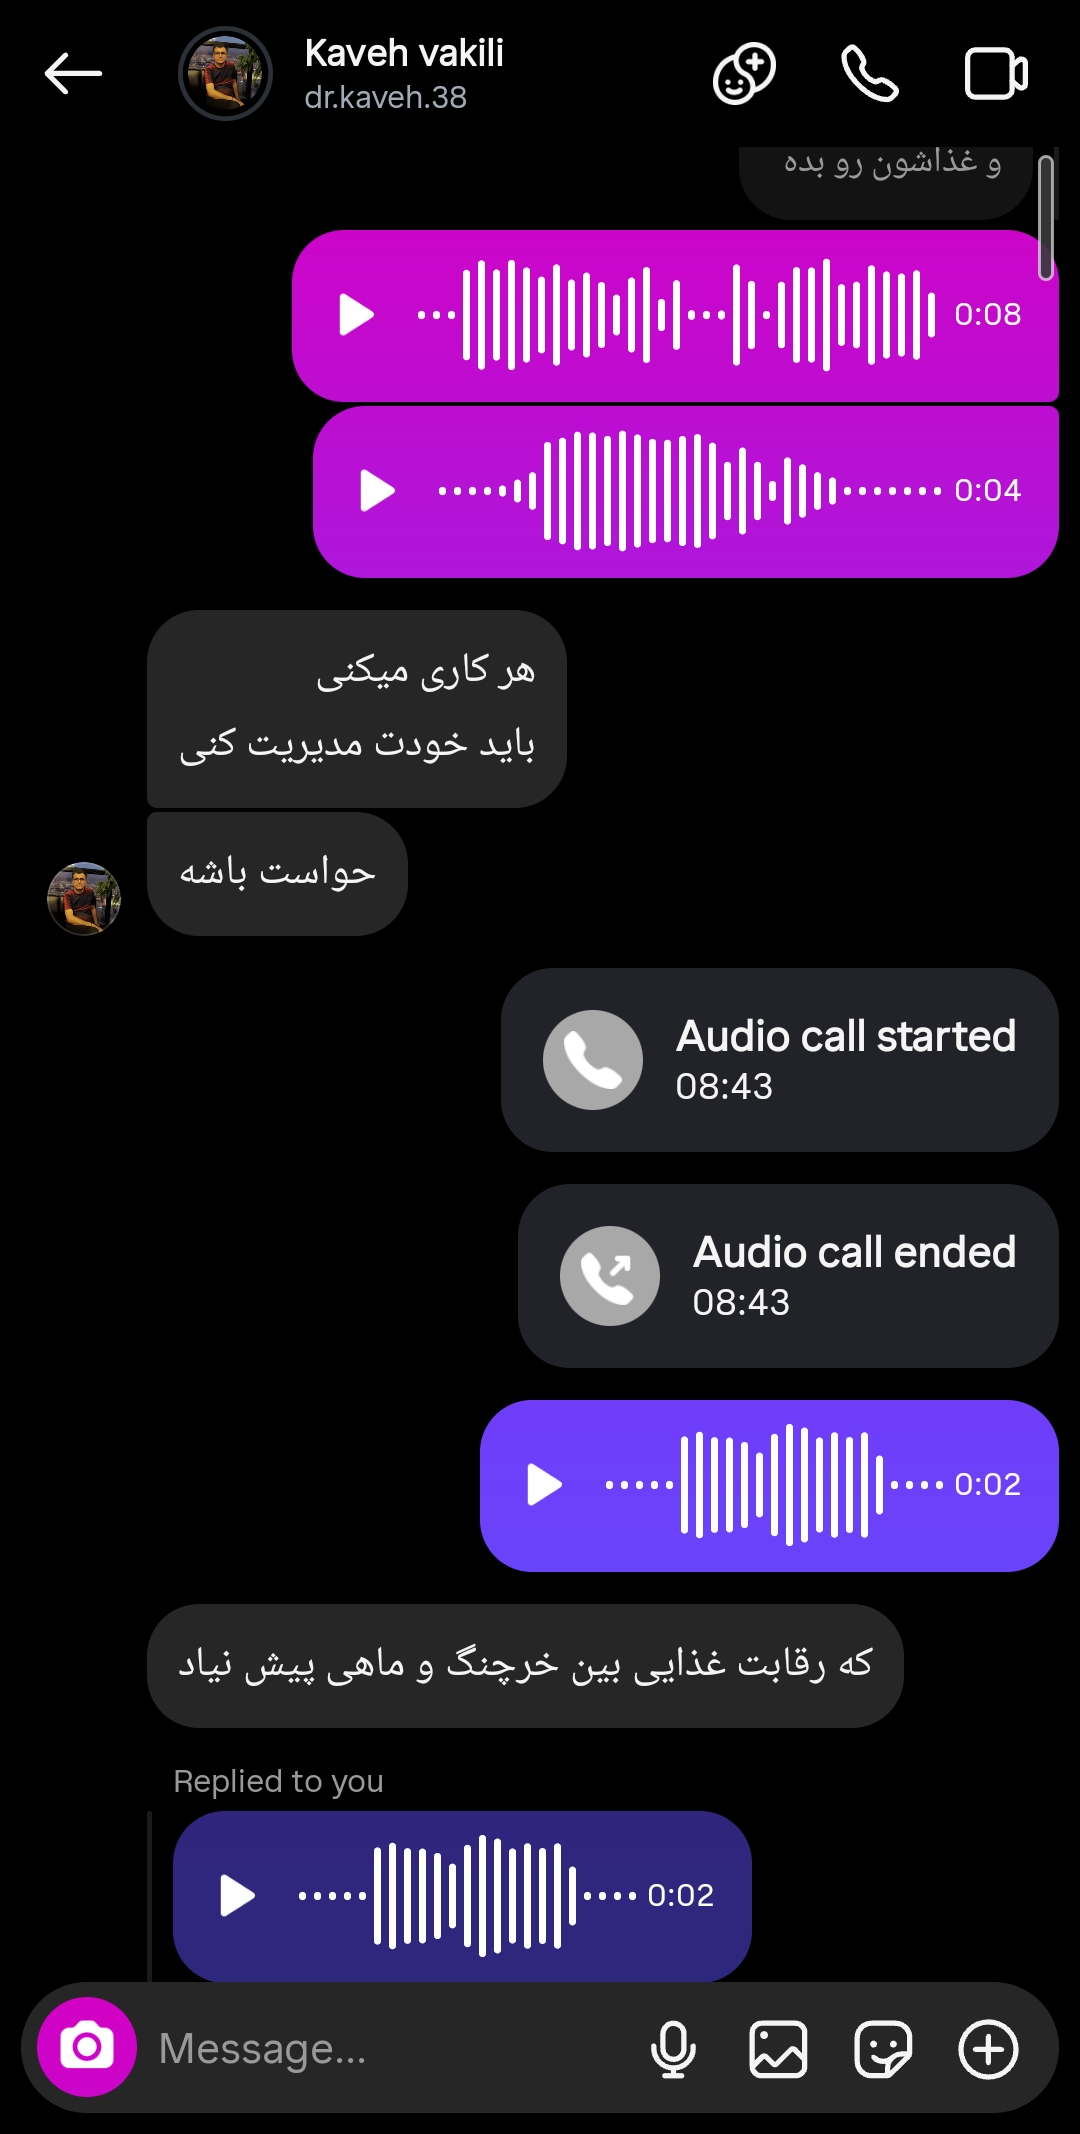 Kaveh vakili
dr.kaveh.38
و غذاشون رو بده
0:08
0:04
هر کاری میکنی
باید خودت مدیریت کنی
حواست باشه
Audio call started
08:43
Audio call ended
08:43
0:02
که رقابت غذایی بین خرچنگ و ماهی پیش نیاد
Replied to you
0:02
Message...